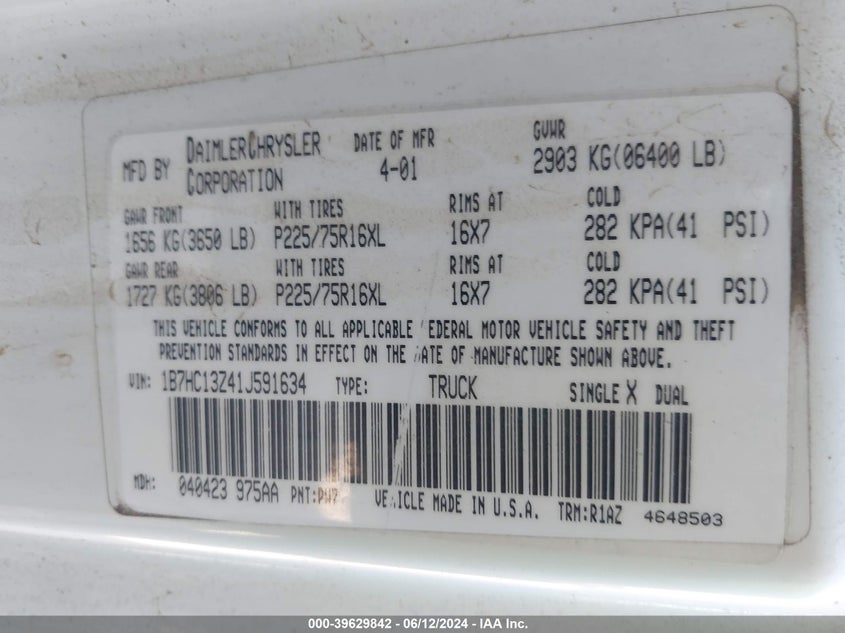 MFD BY DAIMLERCHRYSLER CORPORATION DATE OF MFR 4-01 GVWR 2903 KG(06400 LB)
GAWR FRONT WITH TIRES RIMS AT COLD
1656 KG(3650 LB) P225/75R16XL 16X7 282 KPA(41 PSI)
GAWR REAR WITH TIRES RIMS AT COLD
1727 KG(3806 LB) P225/75R16XL 16X7 282 KPA(41 PSI)
THIS VEHICLE CONFORMS TO ALL APPLICABLE FEDERAL MOTOR VEHICLE SAFETY AND THEFT
PREVENTION STANDARDS IN EFFECT ON THE DATE OF MANUFACTURE SHOWN ABOVE.
VIN: 1B7HC13Z41J591634 TYPE: TRUCK SINGLE X DUAL
MDH: 040423 975AA PNT:PW7 VEHICLE MADE IN U.S.A. TRM:R1AZ 4648503
000-39629842 - 06/12/2024 - IAA Inc.